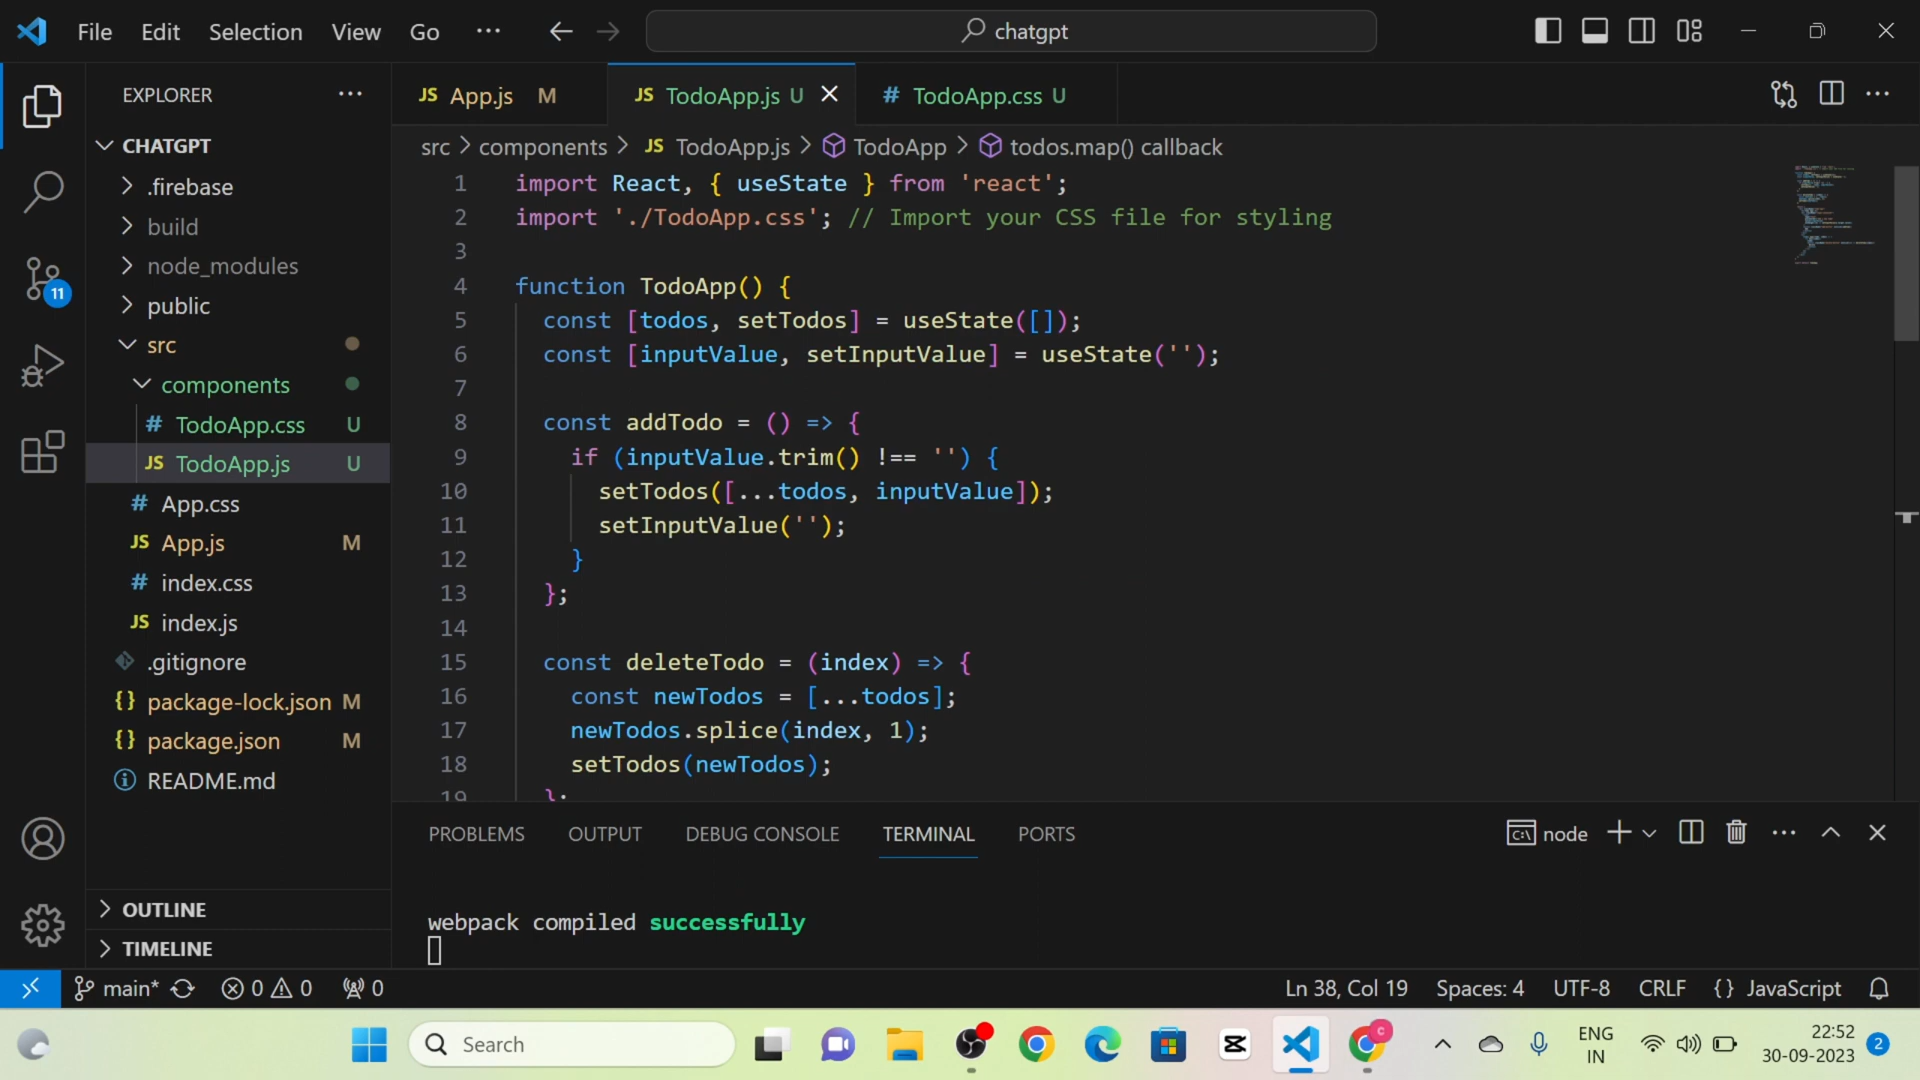 File Edit Selection View Go ··· chatgpt
EXPLORER ···
JS App.js M JS TodoApp.js U # TodoApp.css U ···
CHATGPT
.firebase
build
node_modules
public
src
components
# TodoApp.css U
JS TodoApp.js U
# App.css
JS App.js M
# index.css
JS index.js
.gitignore
{} package-lock.json M
{} package.json M
README.md
OUTLINE
TIMELINE
11
src > components > JS TodoApp.js > TodoApp > todos.map() callback
1 import React, { useState } from 'react';
2 import './TodoApp.css'; // Import your CSS file for styling
3
4 function TodoApp() {
5 const [todos, setTodos] = useState([]);
6 const [inputValue, setInputValue] = useState('');
7
8 const addTodo = () => {
9 if (inputValue.trim() !== '') {
10 setTodos([...todos, inputValue]);
11 setInputValue('');
12 }
13 };
14
15 const deleteTodo = (index) => {
16 const newTodos = [...todos];
17 newTodos.splice(index, 1);
18 setTodos(newTodos);
19 };
PROBLEMS OUTPUT DEBUG CONSOLE TERMINAL PORTS node ···
webpack compiled successfully
main* 0 0 0 Ln 38, Col 19 Spaces: 4 UTF-8 CRLF {} JavaScript
Search ENG 22:52 2
IN 30-09-2023